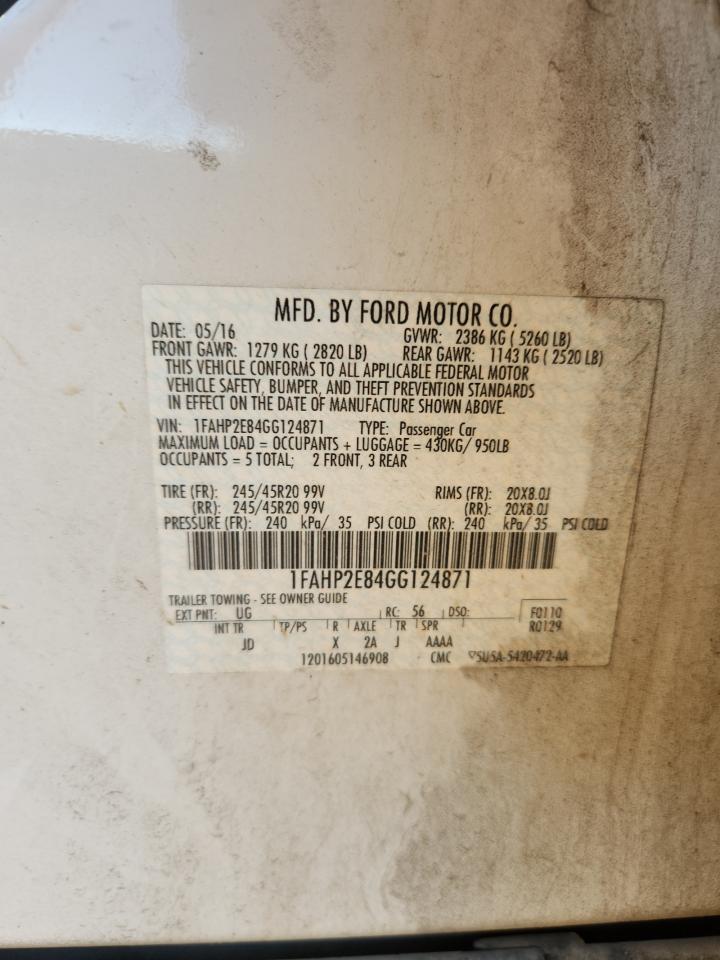 MFD. BY FORD MOTOR CO.
DATE: 05/16 GVWR: 2386 KG ( 5260 LB)
FRONT GAWR: 1279 KG ( 2820 LB) REAR GAWR: 1143 KG ( 2520 LB)
THIS VEHICLE CONFORMS TO ALL APPLICABLE FEDERAL MOTOR
VEHICLE SAFETY, BUMPER, AND THEFT PREVENTION STANDARDS
IN EFFECT ON THE DATE OF MANUFACTURE SHOWN ABOVE.
VIN: 1FAHP2E84GG124871 TYPE: Passenger Car
MAXIMUM LOAD = OCCUPANTS + LUGGAGE = 430KG/ 950LB
OCCUPANTS = 5 TOTAL; 2 FRONT, 3 REAR
TIRE (FR): 245/45R20 99V RIMS (FR): 20X8.0J
(RR): 245/45R20 99V (RR): 20X8.0J
PRESSURE (FR): 240 kPa/ 35 PSI COLD (RR): 240 kPa/ 35 PSI COLD
1FAHP2E84GG124871
TRAILER TOWING - SEE OWNER GUIDE
EXT PNT: UG RC: 56 DSO: F0110
INT TR TP/PS R AXLE TR SPR R0129
JD X 2A J AAAA
1201605146908 CMC 5U5A-5420472-AA